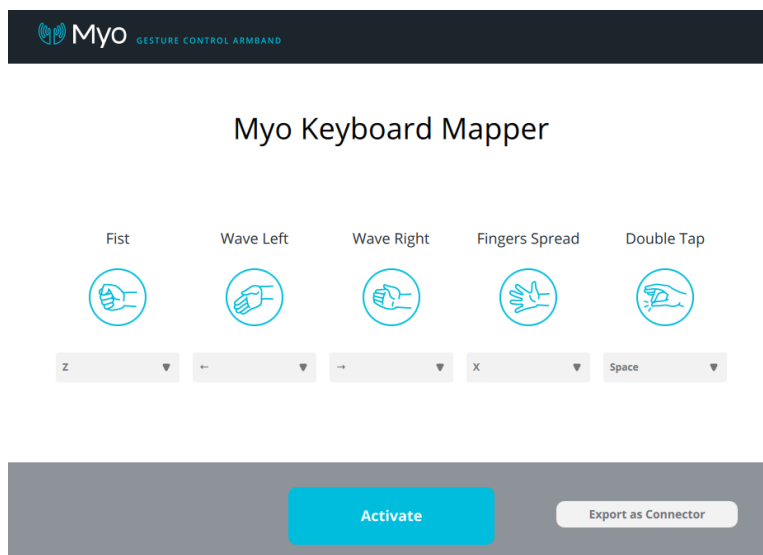 Myo GESTURE CONTROL ARMBAND
Myo Keyboard Mapper
Fist Wave Left Wave Right Fingers Spread Double Tap
Z ← → X Space
Activate Export as Connector